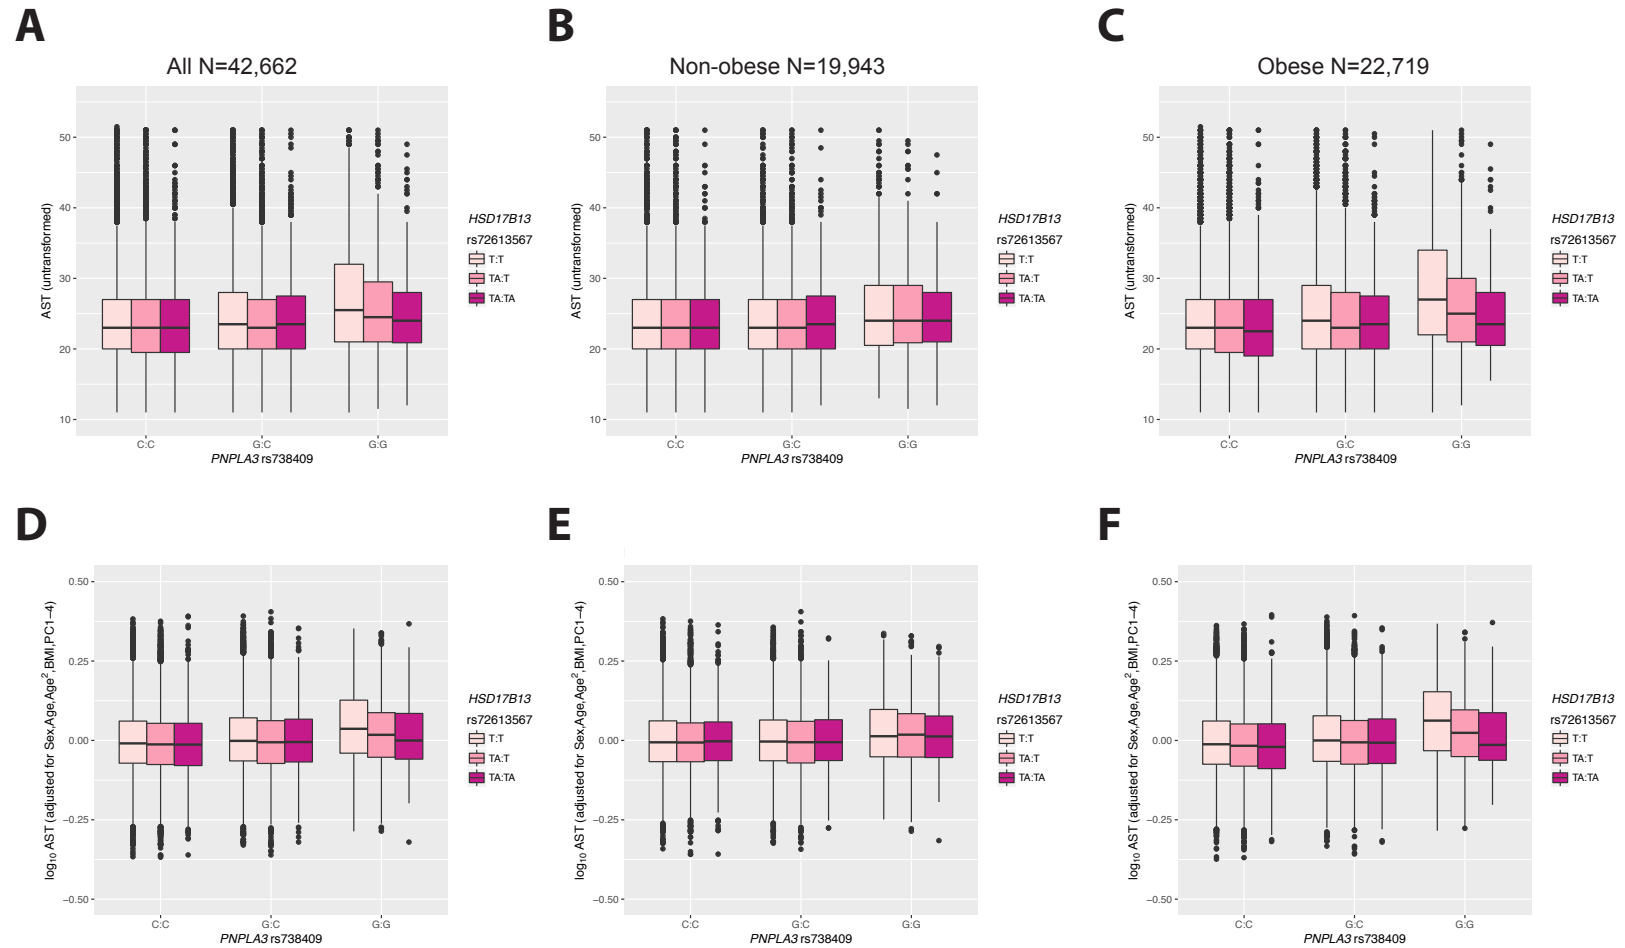 A
All N=42,662
AST (untransformed)
50
40
30
20
10
C:C
G:C
G:G
PNPLA3 rs738409
HSD17B13
rs72613567
T:T
TA:T
TA:TA
B
Non-obese N=19,943
AST (untransformed)
50
40
30
20
10
C:C
G:C
G:G
PNPLA3 rs738409
HSD17B13
rs72613567
T:T
TA:T
TA:TA
C
Obese N=22,719
AST (untransformed)
50
40
30
20
10
C:C
G:C
G:G
PNPLA3 rs738409
HSD17B13
rs72613567
T:T
TA:T
TA:TA
D
log₁₀ AST (adjusted for Sex,Age,Age²,BMI,PC1−4)
0.50
0.25
0.00
−0.25
−0.50
C:C
G:C
G:G
PNPLA3 rs738409
HSD17B13
rs72613567
T:T
TA:T
TA:TA
E
log₁₀ AST (adjusted for Sex,Age,Age²,BMI,PC1−4)
0.50
0.25
0.00
−0.25
−0.50
C:C
G:C
G:G
PNPLA3 rs738409
HSD17B13
rs72613567
T:T
TA:T
TA:TA
F
log₁₀ AST (adjusted for Sex,Age,Age²,BMI,PC1−4)
0.50
0.25
0.00
−0.25
−0.50
C:C
G:C
G:G
PNPLA3 rs738409
HSD17B13
rs72613567
T:T
TA:T
TA:TA